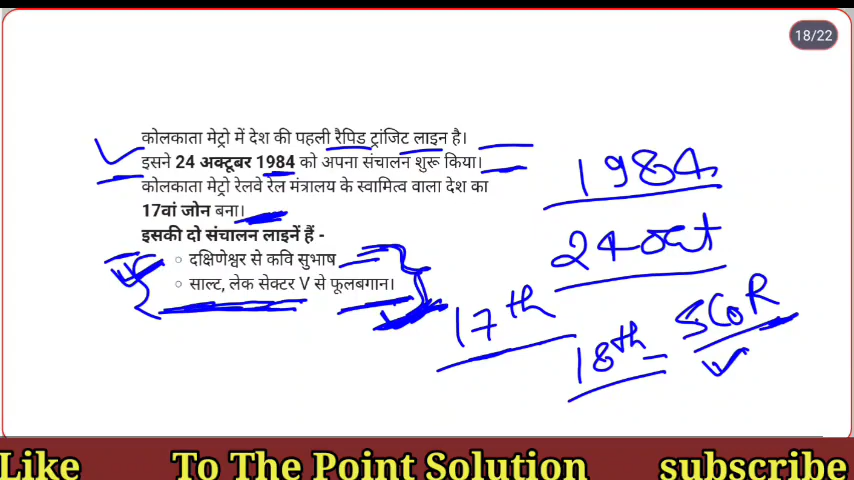 18/22
कोलकाता मेट्रो में देश की पहली रैपिड ट्रांजिट लाइन है।
इसने 24 अक्टूबर 1984 को अपना संचालन शुरू किया।
कोलकाता मेट्रो रेलवे रेल मंत्रालय के स्वामित्व वाला देश का
17वां जोन बना।
इसकी दो संचालन लाइनें हैं -
दक्षिणेश्वर से कवि सुभाष
साल्ट, लेक सेक्टर V से फूलबगान।
1984
24 oct
17th
18th
SCoR
Like To The Point Solution subscribe